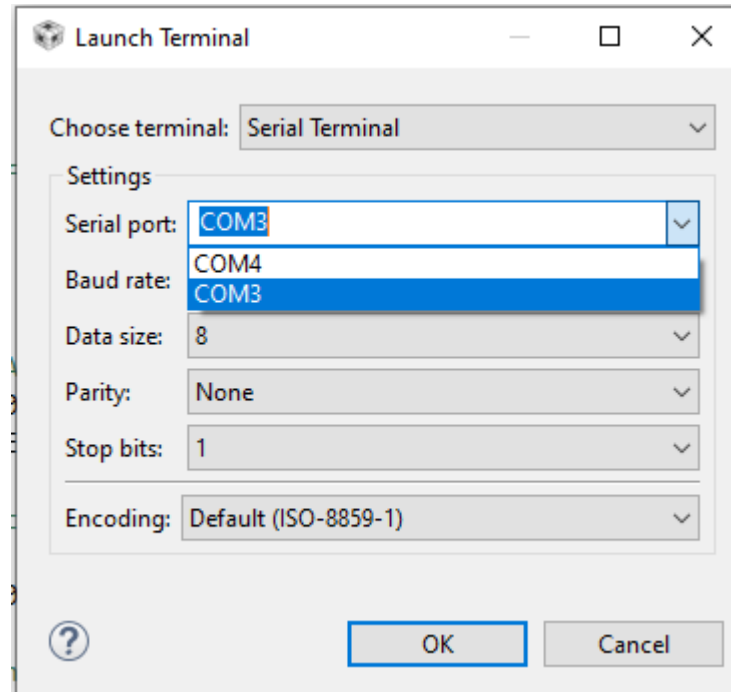 Launch Terminal
Choose terminal: Serial Terminal
Settings
Serial port: COM3
COM4
Baud rate:
COM3
Data size: 8
Parity: None
Stop bits: 1
Encoding: Default (ISO-8859-1)
? OK Cancel